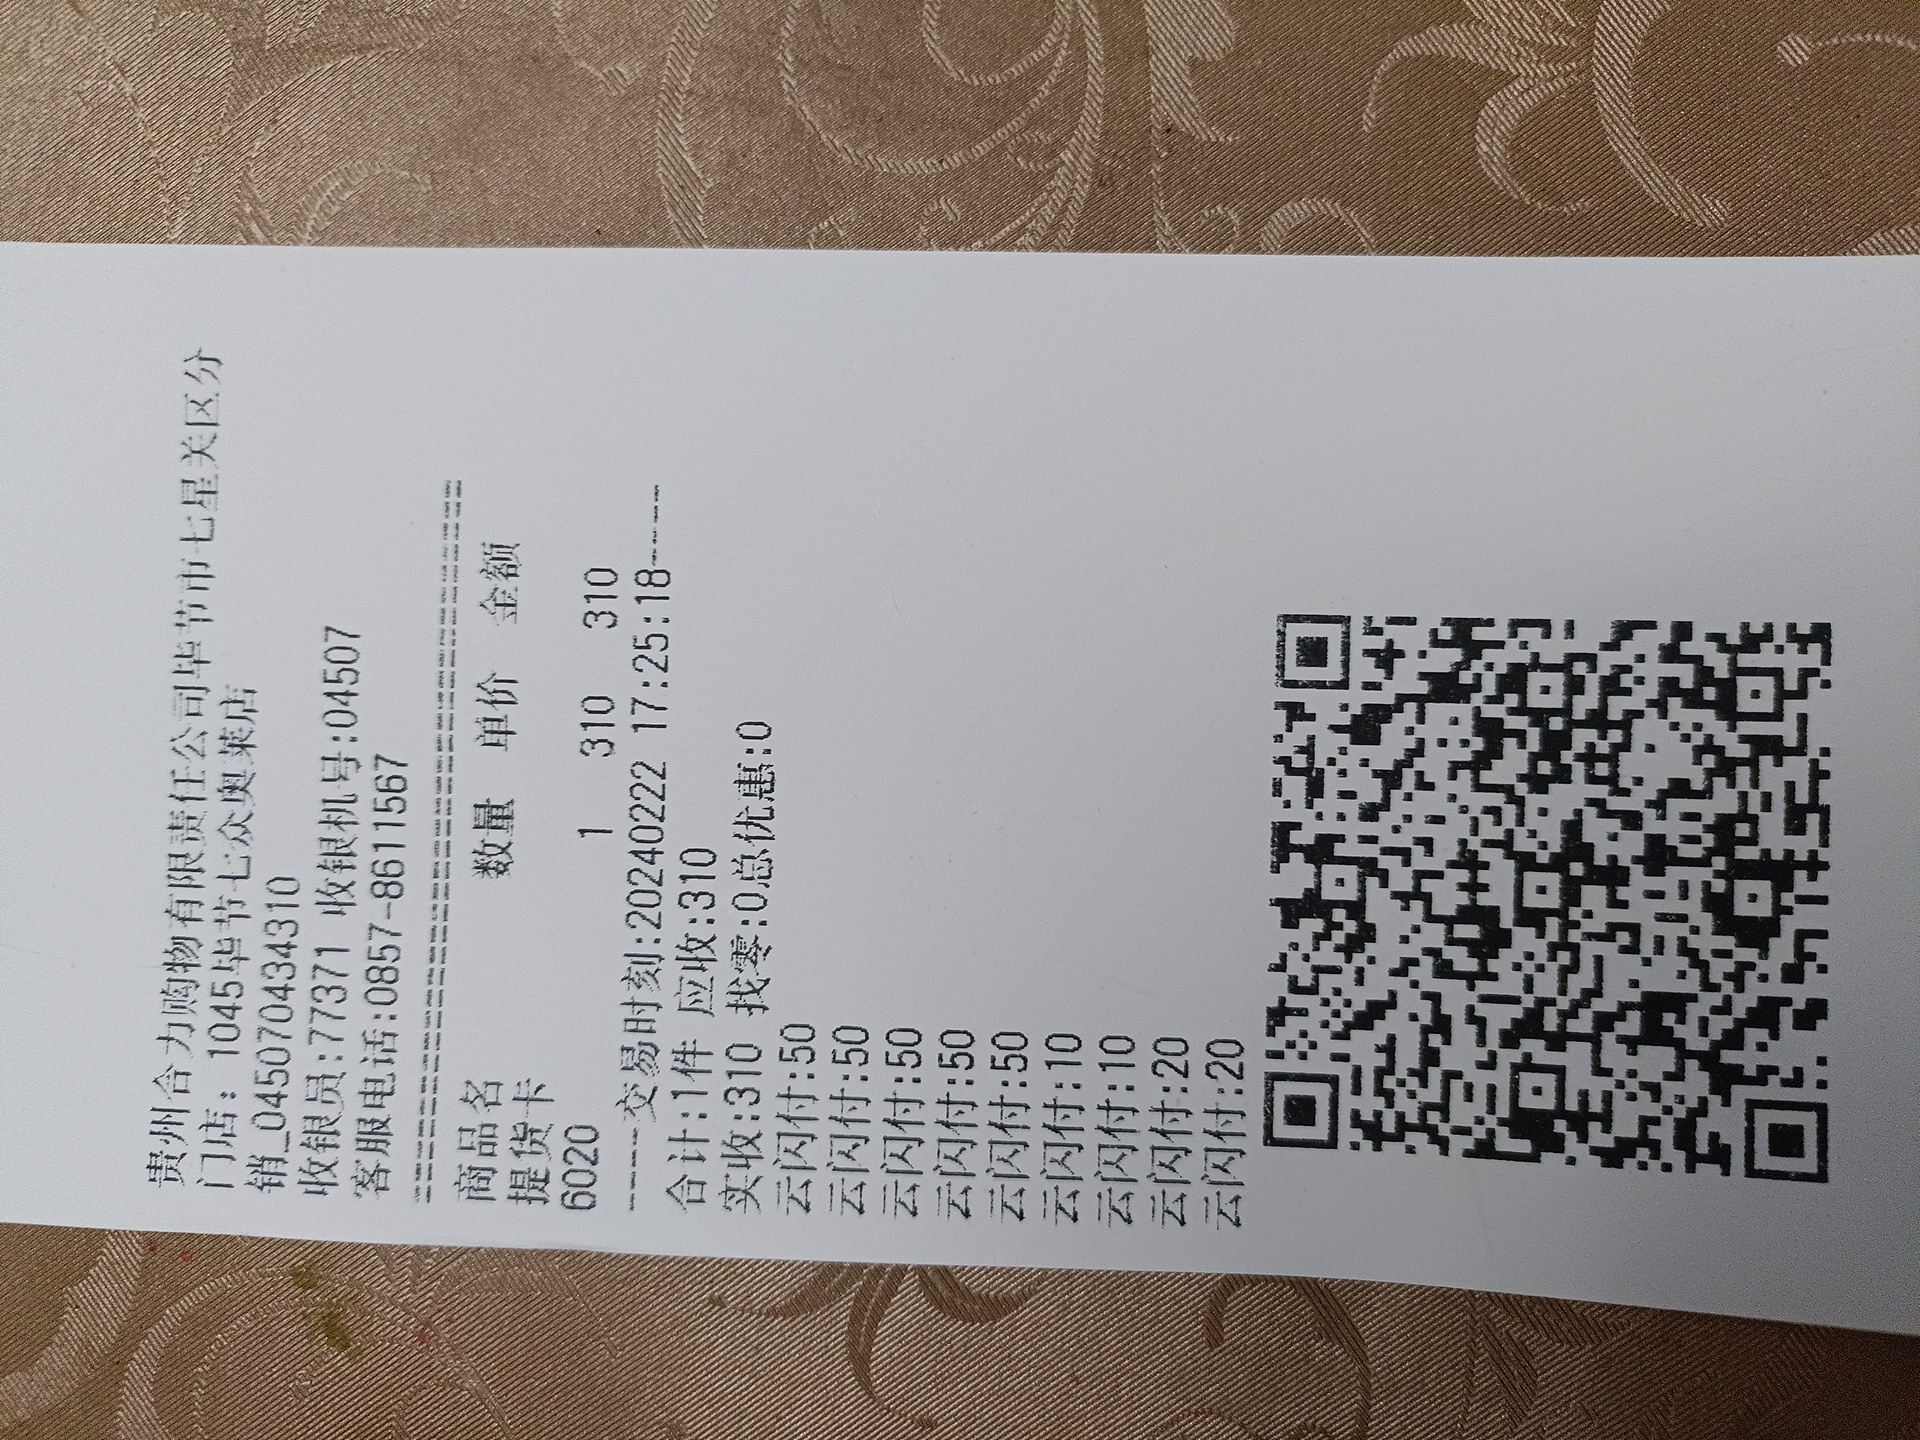 贵州合力购物有限责任公司毕节市七星关区分
门店: 1045毕节七众奥莱店
销_045070434310
收银员:77371 收银机号:04507
客服电话:0857-8611567
商品名 数量 单价 金额
提货卡
6020 1 310 310
----交易时刻:20240222 17:25:18----
合计:1件 应收:310
实收:310 找零:0总优惠:0
云闪付:50
云闪付:50
云闪付:50
云闪付:50
云闪付:50
云闪付:10
云闪付:10
云闪付:20
云闪付:20